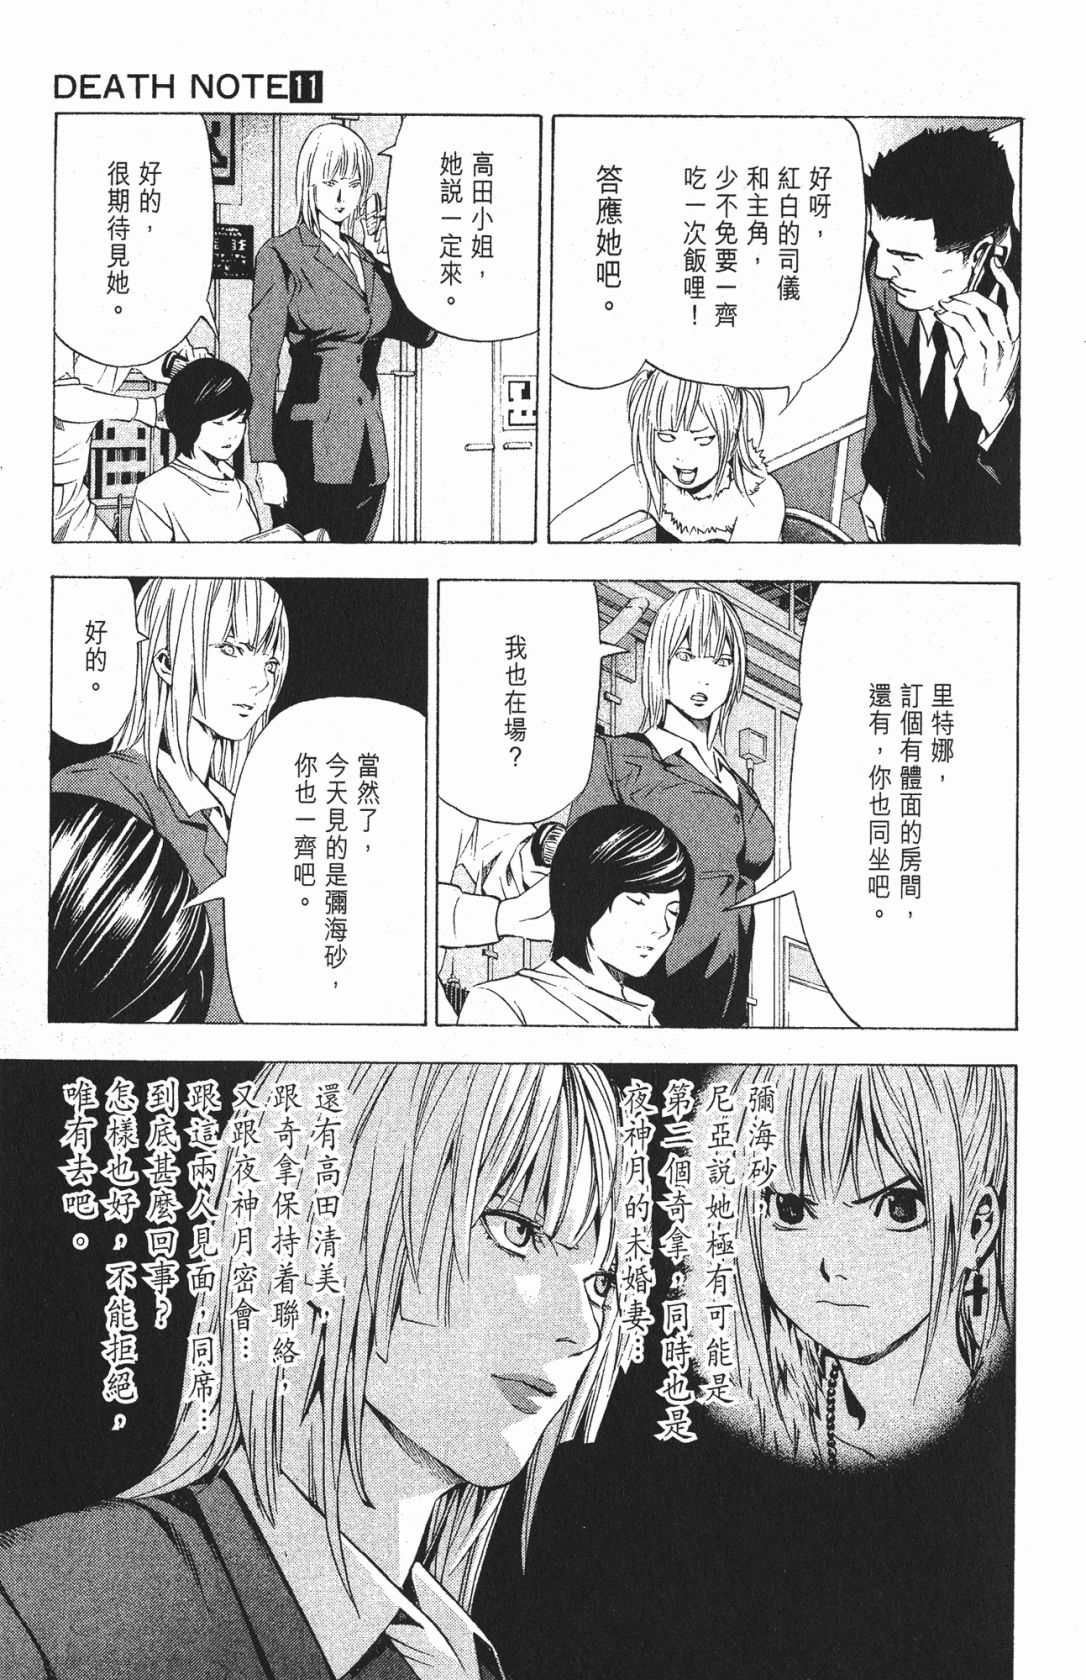 DEATH NOTE 11
好呀，
紅白的司儀
和主角，
少不免要一齊
吃一次飯哩！
答應她吧。
高田小姐，
她説一定來。
好的，
很期待見她。
里特娜，
訂個有體面的房間，
還有，你也同坐吧。
我也在場？
當然了，
今天見的是彌海砂，
你也一齊吧。
好的。
彌海砂，
尼亞説她極有可能是
第二個奇拿，同時也是
夜神月的未婚妻…
還有高田清美，
跟奇拿保持着聯絡，
又跟夜神月密會…
跟這兩人見面，同席…
到底甚麼回事？
怎樣也好，不能拒絕，
唯有去吧。